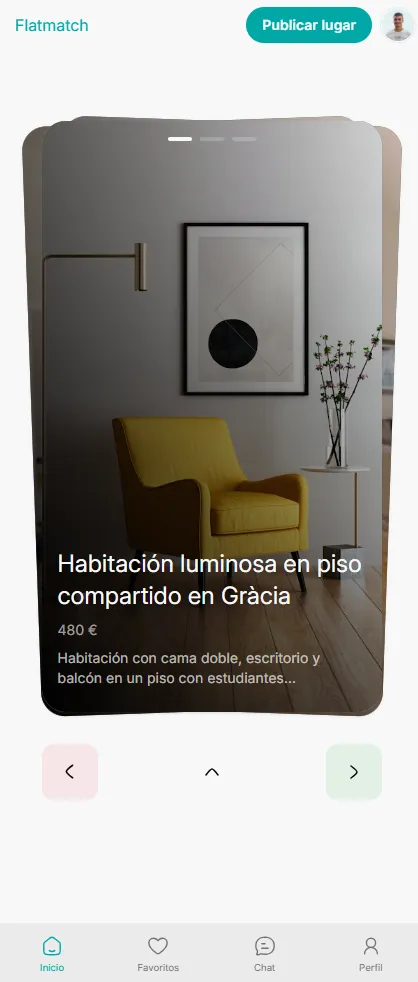 Flatmatch
Publicar lugar
Habitación luminosa en piso
compartido en Gràcia
480 €
Habitación con cama doble, escritorio y
balcón en un piso con estudiantes...
Inicio
Favoritos
Chat
Perfil